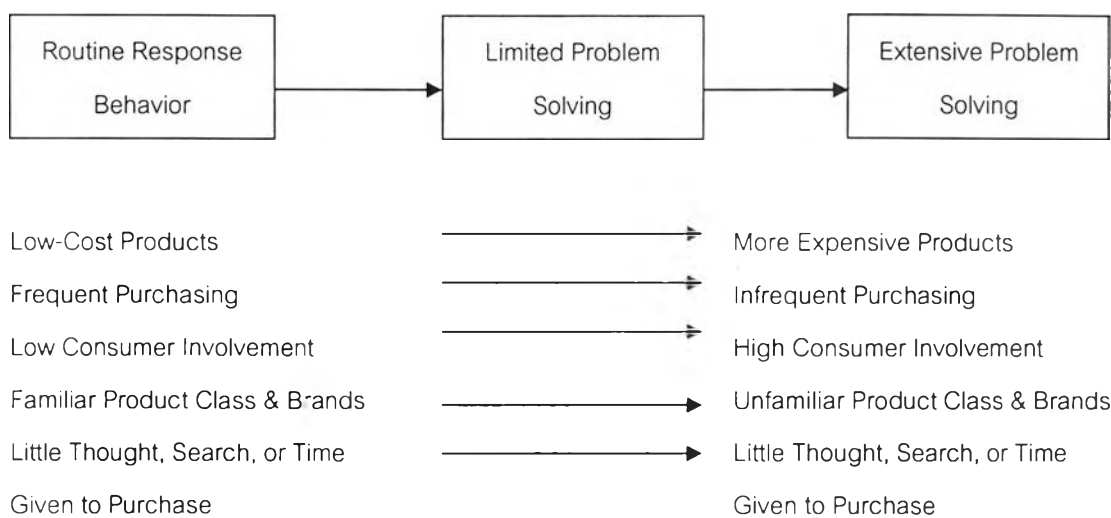 Routine Response
Behavior
Limited Problem
Solving
Extensive Problem
Solving
Low-Cost Products
More Expensive Products
Frequent Purchasing
Infrequent Purchasing
Low Consumer Involvement
High Consumer Involvement
Familiar Product Class & Brands
Unfamiliar Product Class & Brands
Little Thought, Search, or Time
Little Thought, Search, or Time
Given to Purchase
Given to Purchase